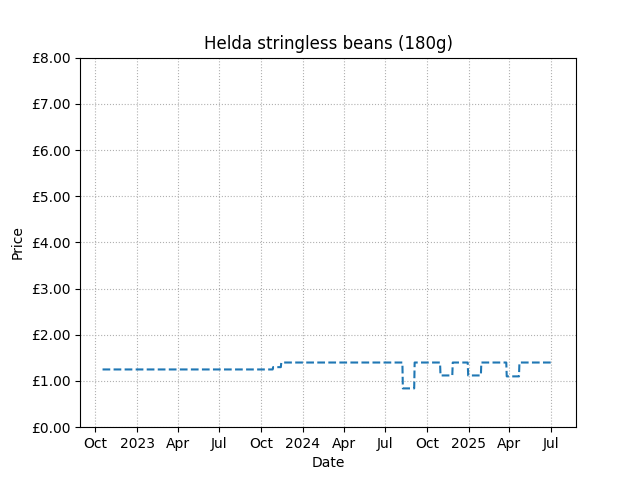 Helda stringless beans (180g)
£8.00
£7.00
£6.00
£5.00
£4.00
£3.00
£2.00
£1.00
£0.00
Price
Oct 2023 Apr Jul Oct 2024 Apr Jul Oct 2025 Apr Jul
Date